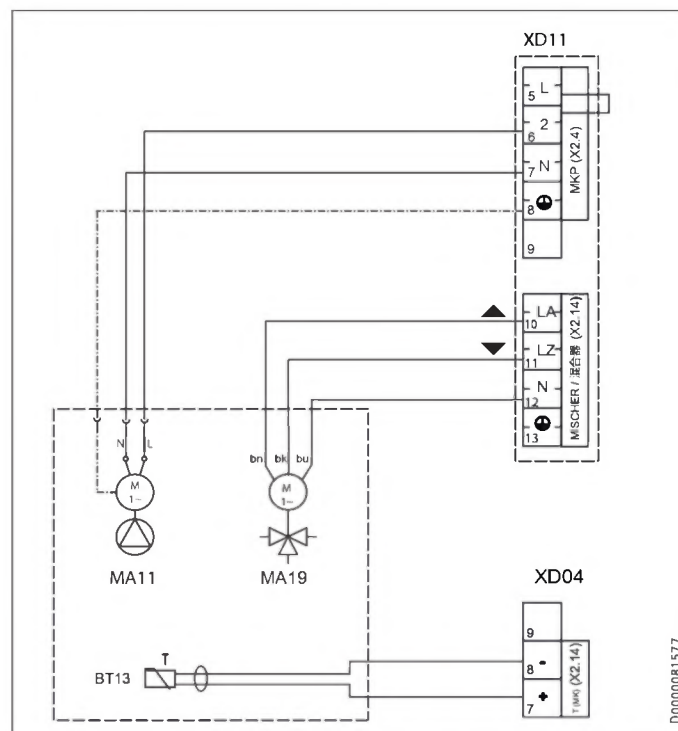 XD11
L
5
2
6
N
7
8
9
MKP (X2.4)
LA
10
LZ
11
N
12
13
MISCHER / 混合器 (X2.14)
N
L
bn
bk
bu
M
1~
M
1~
MA11
MA19
XD04
9
8
-
7
+
T (MK) (X2.14)
T
BT13
D0000081577